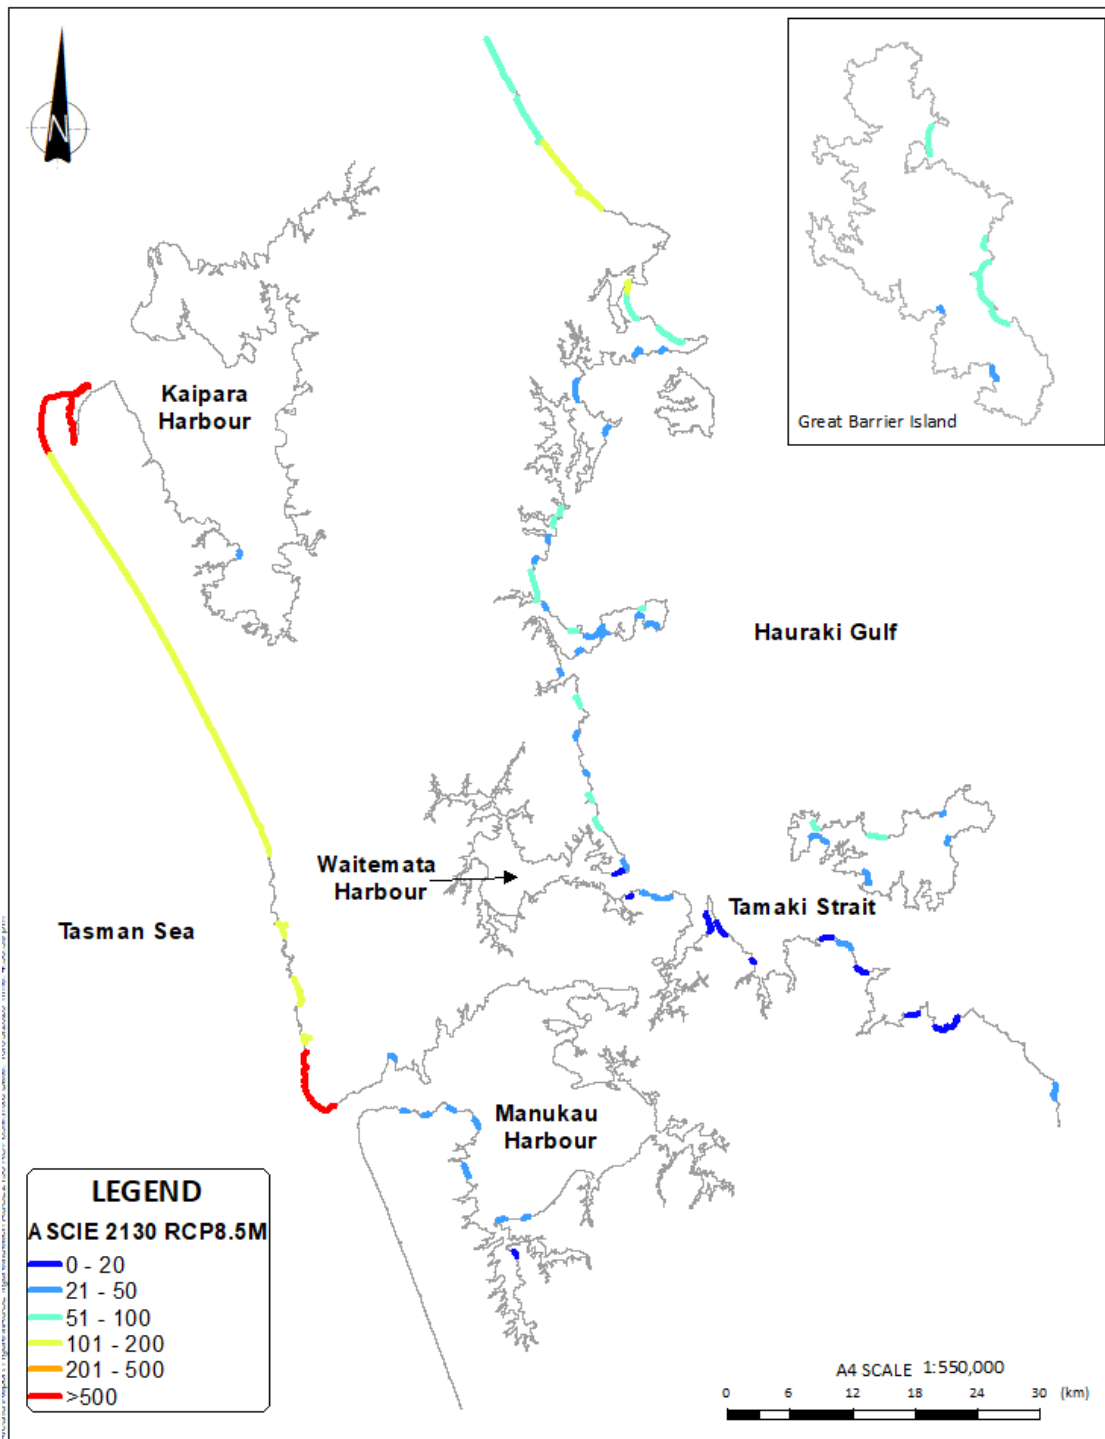 N
Great Barrier Island
Kaipara
Harbour
Hauraki Gulf
Waitemata
Harbour
Tamaki Strait
Tasman Sea
Manukau
Harbour
LEGEND
ASCIE 2130 RCP8.5M
0 - 20
21 - 50
51 - 100
101 - 200
201 - 500
>500
A4 SCALE 1:550,000
0 6 12 18 24 30 (km)